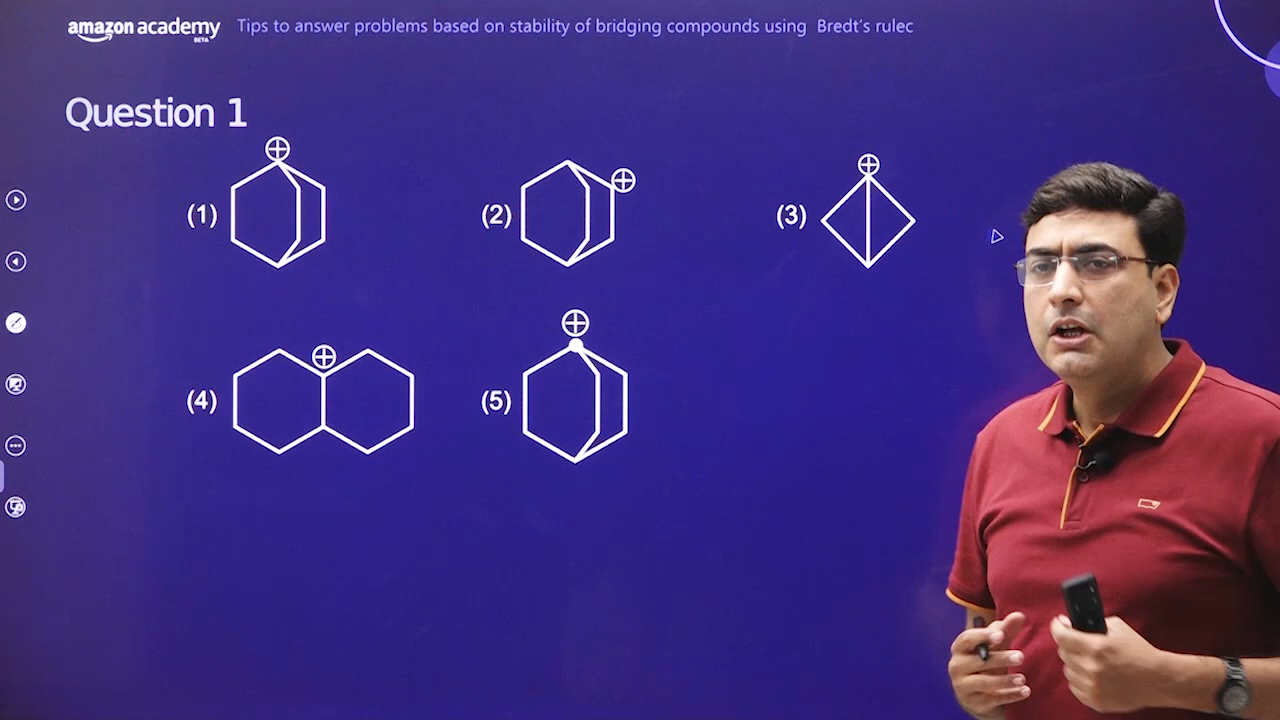 amazon academy
BETA
Tips to answer problems based on stability of bridging compounds using Bredt's rulec
Question 1
(1)
(2)
(3)
(4)
(5)